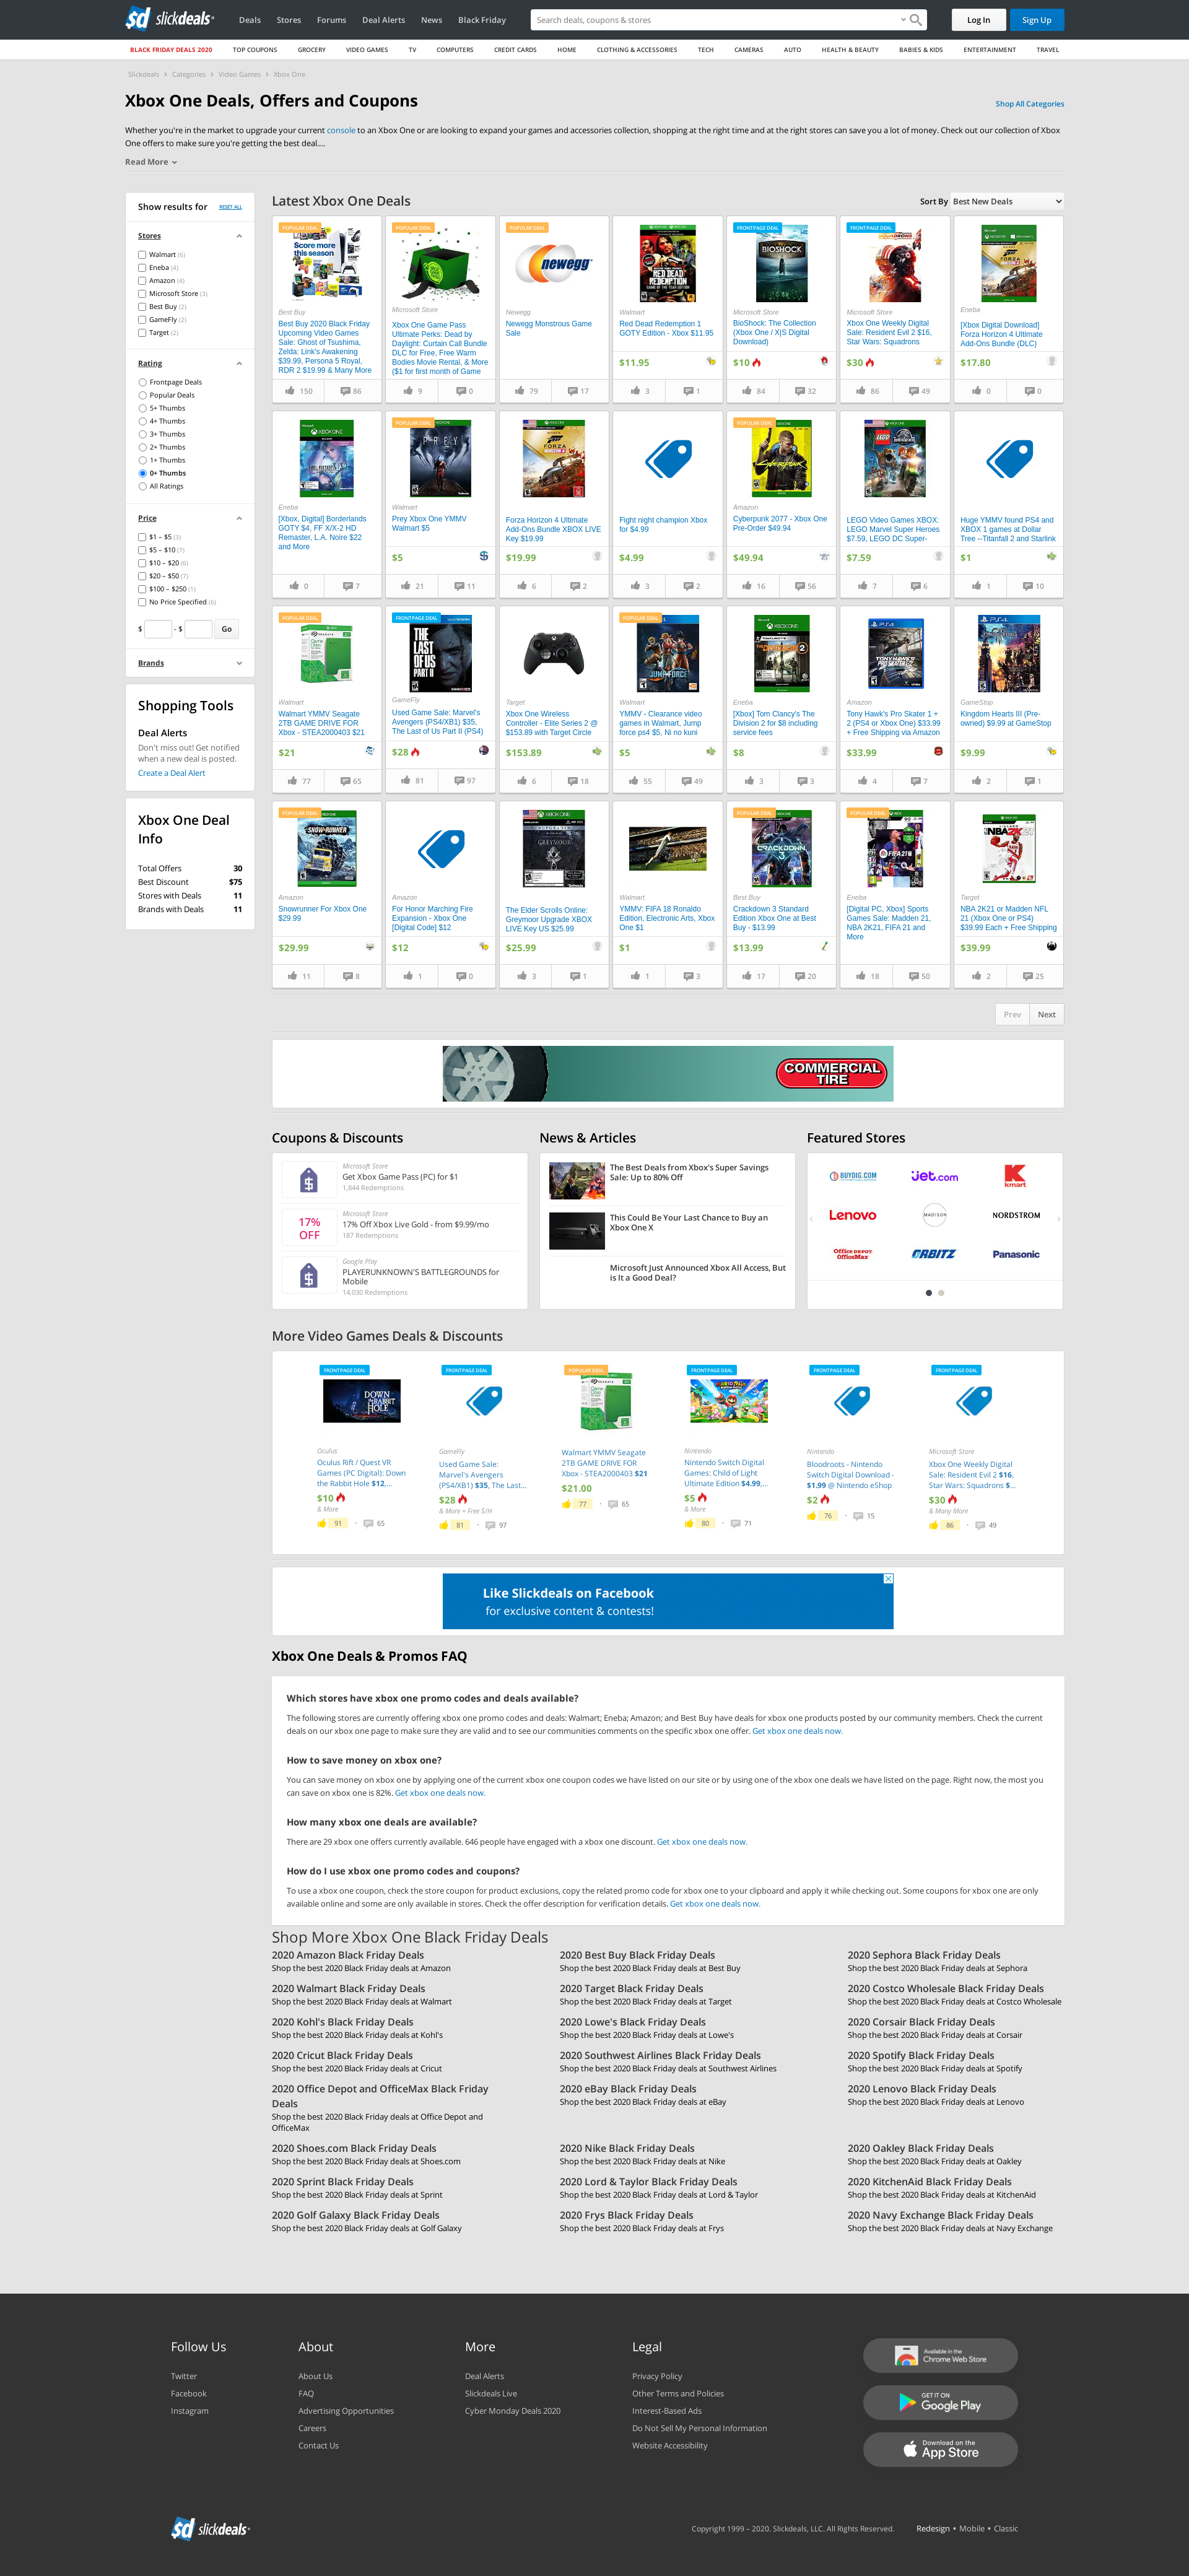 slickdeals
Deals
Stores
Forums
Deal Alerts
News
Black Friday
Search deals, coupons & stores
Log In
Sign Up
BLACK FRIDAY DEALS 2020
TOP COUPONS
GROCERY
VIDEO GAMES
TV
COMPUTERS
CREDIT CARDS
HOME
CLOTHING & ACCESSORIES
TECH
CAMERAS
AUTO
HEALTH & BEAUTY
BABIES & KIDS
ENTERTAINMENT
TRAVEL
Slickdeals > Categories > Video Games > Xbox One
Xbox One Deals, Offers and Coupons
Shop All Categories
Whether you're in the market to upgrade your current console to an Xbox One or are looking to expand your games and accessories collection, shopping at the right time and at the right stores can save you a lot of money. Check out our collection of Xbox
One offers to make sure you're getting the best deal....
Read More
Show results for
RESET ALL
Stores
Walmart (6)
Eneba (4)
Amazon (4)
Microsoft Store (3)
Best Buy (2)
GameFly (2)
Target (2)
Rating
Frontpage Deals
Popular Deals
5+ Thumbs
4+ Thumbs
3+ Thumbs
2+ Thumbs
1+ Thumbs
0+ Thumbs
All Ratings
Price
$1 – $5 (3)
$5 – $10 (7)
$10 – $20 (6)
$20 – $50 (7)
$100 – $250 (1)
No Price Specified (6)
$ - $ Go
Brands
Shopping Tools
Deal Alerts
Don't miss out! Get notified
when a new deal is posted.
Create a Deal Alert
Xbox One Deal
Info
Total Offers 30
Best Discount $75
Stores with Deals 11
Brands with Deals 11
Latest Xbox One Deals
Sort By Best New Deals
POPULAR DEAL
Score more
this season
Best Buy
Best Buy 2020 Black Friday
Upcoming Video Games
Sale: Ghost of Tsushima,
Zelda: Link's Awakening
$39.99, Persona 5 Royal,
RDR 2 $19.99 & Many More
150 86
POPULAR DEAL
Microsoft Store
Xbox One Game Pass
Ultimate Perks: Dead by
Daylight: Curtain Call Bundle
DLC for Free, Free Warm
Bodies Movie Rental, & More
($1 for first month of Game
9 0
POPULAR DEAL
newegg
Newegg
Newegg Monstrous Game
Sale
79 17
RED DEAD
REDEMPTION
Walmart
Red Dead Redemption 1
GOTY Edition - Xbox $11.95
$11.95
3 1
FRONTPAGE DEAL
BIOSHOCK
Microsoft Store
BioShock: The Collection
(Xbox One / X|S Digital
Download)
$10
84 32
FRONTPAGE DEAL
SQUADRONS
Microsoft Store
Xbox One Weekly Digital
Sale: Resident Evil 2 $16,
Star Wars: Squadrons
$30
86 49
FORZA
Eneba
[Xbox Digital Download]
Forza Horizon 4 Ultimate
Add-Ons Bundle (DLC)
$17.80
0 0
XBOX ONE
Eneba
[Xbox, Digital] Borderlands
GOTY $4, FF X/X-2 HD
Remaster, L.A. Noire $22
and More
0 7
PREY
Walmart
Prey Xbox One YMMV
Walmart $5
$5
21 11
FORZA
Forza Horizon 4 Ultimate
Add-Ons Bundle XBOX LIVE
Key $19.99
$19.99
6 2
Fight night champion Xbox
for $4.99
$4.99
3 2
POPULAR DEAL
Cyberpunk
Amazon
Cyberpunk 2077 - Xbox One
Pre-Order $49.94
$49.94
16 56
XBOX ONE
LEGO
LEGO Video Games XBOX:
LEGO Marvel Super Heroes
$7.59, LEGO DC Super-
$7.59
7 6
Huge YMMV found PS4 and
XBOX 1 games at Dollar
Tree --Titanfall 2 and Starlink
$1
1 10
POPULAR DEAL
Walmart
Walmart YMMV Seagate
2TB GAME DRIVE FOR
Xbox - STEA2000403 $21
$21
77 65
FRONTPAGE DEAL
THE
LAST
OF US
PART II
GameFly
Used Game Sale: Marvel's
Avengers (PS4/XB1) $35,
The Last of Us Part II (PS4)
$28
81 97
Target
Xbox One Wireless
Controller - Elite Series 2 @
$153.89 with Target Circle
$153.89
6 18
POPULAR DEAL
JUMP FORCE
Walmart
YMMV - Clearance video
games in Walmart, Jump
force ps4 $5, Ni no kuni
$5
55 49
XBOX ONE
THE DIVISION 2
Eneba
[Xbox] Tom Clancy's The
Division 2 for $8 including
service fees
$8
3 3
PS4
TONY HAWK'S
PRO SKATER
Amazon
Tony Hawk's Pro Skater 1 +
2 (PS4 or Xbox One) $33.99
+ Free Shipping via Amazon
$33.99
4 7
PS4
GameStop
Kingdom Hearts III (Pre-
owned) $9.99 at GameStop
$9.99
2 1
POPULAR DEAL
SNOWRUNNER
Amazon
Snowrunner For Xbox One
$29.99
$29.99
11 8
Amazon
For Honor Marching Fire
Expansion - Xbox One
[Digital Code] $12
$12
1 0
XBOX ONE
GREYMOOR
The Elder Scrolls Online:
Greymoor Upgrade XBOX
LIVE Key US $25.99
$25.99
3 1
Walmart
YMMV: FIFA 18 Ronaldo
Edition, Electronic Arts, Xbox
One $1
$1
1 3
POPULAR DEAL
CRACKDOWN
3
Best Buy
Crackdown 3 Standard
Edition Xbox One at Best
Buy - $13.99
$13.99
17 20
POPULAR DEAL
FIFA 21
Eneba
[Digital PC, Xbox] Sports
Games Sale: Madden 21,
NBA 2K21, FIFA 21 and
More
18 50
NBA2K21
Target
NBA 2K21 or Madden NFL
21 (Xbox One or PS4)
$39.99 Each + Free Shipping
$39.99
2 25
Prev Next
COMMERCIAL
TIRE
Coupons & Discounts
Microsoft Store
Get Xbox Game Pass (PC) for $1
1,844 Redemptions
17%
OFF
Microsoft Store
17% Off Xbox Live Gold - from $9.99/mo
187 Redemptions
Google Play
PLAYERUNKNOWN'S BATTLEGROUNDS for
Mobile
14,030 Redemptions
News & Articles
The Best Deals from Xbox's Super Savings
Sale: Up to 80% Off
This Could Be Your Last Chance to Buy an
Xbox One X
Microsoft Just Announced Xbox All Access, But
is It a Good Deal?
Featured Stores
BUYDIG.COM
Jet.com
kmart
Lenovo
MADISON
NORDSTROM
Office DEPOT
OfficeMax
ORBITZ
Panasonic
More Video Games Deals & Discounts
FRONTPAGE DEAL
DOWN
THE RABBIT
HOLE
Oculus
Oculus Rift / Quest VR
Games (PC Digital): Down
the Rabbit Hole $12,...
$10
& More
91 · 65
FRONTPAGE DEAL
GameFly
Used Game Sale:
Marvel's Avengers
(PS4/XB1) $35, The Last...
$28
& More + Free S/H
81 · 97
POPULAR DEAL
Walmart YMMV Seagate
2TB GAME DRIVE FOR
Xbox - STEA2000403 $21
$21.00
77 · 65
FRONTPAGE DEAL
Nintendo
Nintendo Switch Digital
Games: Child of Light
Ultimate Edition $4.99,...
$5
& More
80 · 71
FRONTPAGE DEAL
Nintendo
Bloodroots - Nintendo
Switch Digital Download -
$1.99 @ Nintendo eShop
$2
76 · 15
FRONTPAGE DEAL
Microsoft Store
Xbox One Weekly Digital
Sale: Resident Evil 2 $16,
Star Wars: Squadrons $...
$30
& Many More
86 · 49
Like Slickdeals on Facebook
for exclusive content & contests!
Xbox One Deals & Promos FAQ
Which stores have xbox one promo codes and deals available?
The following stores are currently offering xbox one promo codes and deals: Walmart; Eneba; Amazon; and Best Buy have deals for xbox one products posted by our community members. Check the current
deals on our xbox one page to make sure they are valid and to see our communities comments on the specific xbox one offer. Get xbox one deals now.
How to save money on xbox one?
You can save money on xbox one by applying one of the current xbox one coupon codes we have listed on our site or by using one of the xbox one deals we have listed on the page. Right now, the most you
can save on xbox one is 82%. Get xbox one deals now.
How many xbox one deals are available?
There are 29 xbox one offers currently available. 646 people have engaged with a xbox one discount. Get xbox one deals now.
How do I use xbox one promo codes and coupons?
To use a xbox one coupon, check the store coupon for product exclusions, copy the related promo code for xbox one to your clipboard and apply it while checking out. Some coupons for xbox one are only
available online and some are only available in stores. Check the offer description for verification details. Get xbox one deals now.
Shop More Xbox One Black Friday Deals
2020 Amazon Black Friday Deals
Shop the best 2020 Black Friday deals at Amazon
2020 Best Buy Black Friday Deals
Shop the best 2020 Black Friday deals at Best Buy
2020 Sephora Black Friday Deals
Shop the best 2020 Black Friday deals at Sephora
2020 Walmart Black Friday Deals
Shop the best 2020 Black Friday deals at Walmart
2020 Target Black Friday Deals
Shop the best 2020 Black Friday deals at Target
2020 Costco Wholesale Black Friday Deals
Shop the best 2020 Black Friday deals at Costco Wholesale
2020 Kohl's Black Friday Deals
Shop the best 2020 Black Friday deals at Kohl's
2020 Lowe's Black Friday Deals
Shop the best 2020 Black Friday deals at Lowe's
2020 Corsair Black Friday Deals
Shop the best 2020 Black Friday deals at Corsair
2020 Cricut Black Friday Deals
Shop the best 2020 Black Friday deals at Cricut
2020 Southwest Airlines Black Friday Deals
Shop the best 2020 Black Friday deals at Southwest Airlines
2020 Spotify Black Friday Deals
Shop the best 2020 Black Friday deals at Spotify
2020 Office Depot and OfficeMax Black Friday
Deals
Shop the best 2020 Black Friday deals at Office Depot and
OfficeMax
2020 eBay Black Friday Deals
Shop the best 2020 Black Friday deals at eBay
2020 Lenovo Black Friday Deals
Shop the best 2020 Black Friday deals at Lenovo
2020 Shoes.com Black Friday Deals
Shop the best 2020 Black Friday deals at Shoes.com
2020 Nike Black Friday Deals
Shop the best 2020 Black Friday deals at Nike
2020 Oakley Black Friday Deals
Shop the best 2020 Black Friday deals at Oakley
2020 Sprint Black Friday Deals
Shop the best 2020 Black Friday deals at Sprint
2020 Lord & Taylor Black Friday Deals
Shop the best 2020 Black Friday deals at Lord & Taylor
2020 KitchenAid Black Friday Deals
Shop the best 2020 Black Friday deals at KitchenAid
2020 Golf Galaxy Black Friday Deals
Shop the best 2020 Black Friday deals at Golf Galaxy
2020 Frys Black Friday Deals
Shop the best 2020 Black Friday deals at Frys
2020 Navy Exchange Black Friday Deals
Shop the best 2020 Black Friday deals at Navy Exchange
Follow Us
Twitter
Facebook
Instagram
About
About Us
FAQ
Advertising Opportunities
Careers
Contact Us
More
Deal Alerts
Slickdeals Live
Cyber Monday Deals 2020
Legal
Privacy Policy
Other Terms and Policies
Interest-Based Ads
Do Not Sell My Personal Information
Website Accessibility
Available in the
Chrome Web Store
GET IT ON
Google Play
Download on the
App Store
slickdeals
Copyright 1999 – 2020. Slickdeals, LLC. All Rights Reserved.
Redesign • Mobile • Classic